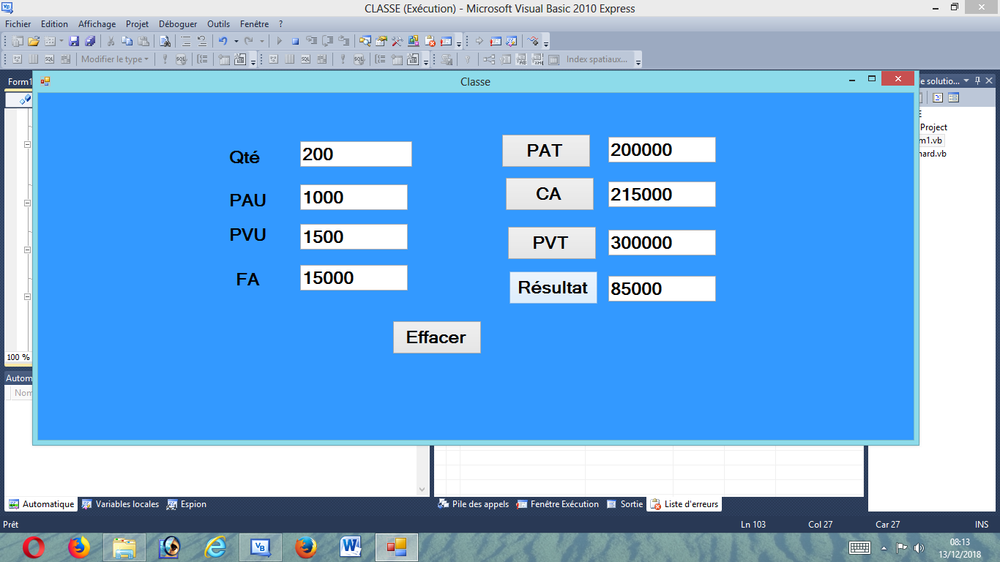 CLASSE (Exécution) - Microsoft Visual Basic 2010 Express
Fichier Edition Affichage Projet Déboguer Outils Fenêtre ?
Modifier le type
Index spatiaux...
Form1
e solutio...
Classe
Project
m1.vb
nard.vb
Qté 200
PAU 1000
PVU 1500
FA 15000
PAT 200000
CA 215000
PVT 300000
Résultat 85000
Effacer
100 %
Autom
Nom
Automatique Variables locales Espion
Pile des appels Fenêtre Exécution Sortie Liste d'erreurs
Prêt Ln 103 Col 27 Car 27 INS
08:13
13/12/2018